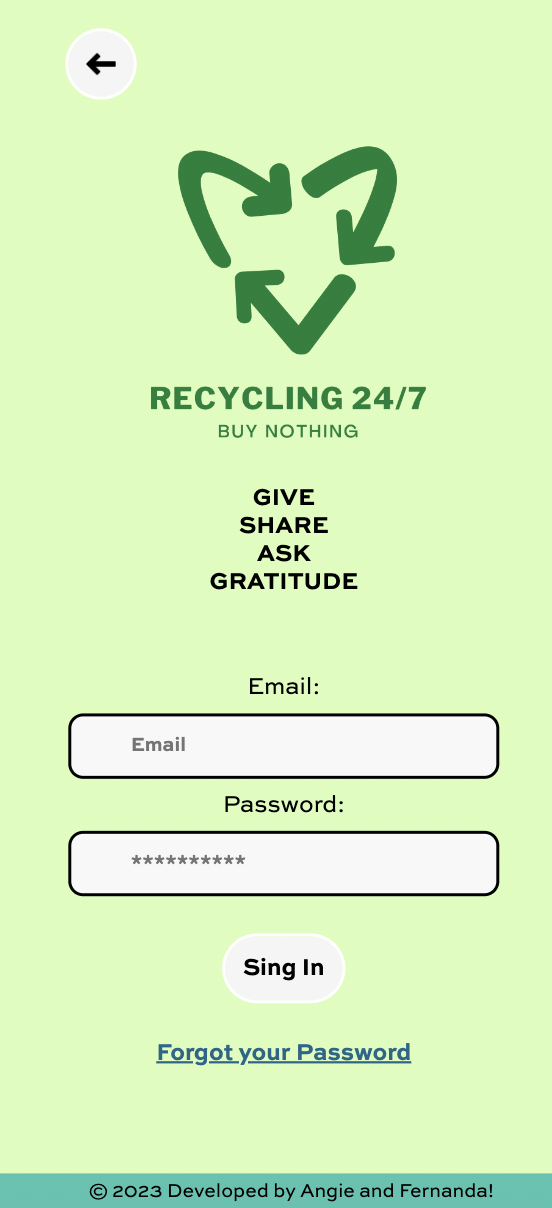 RECYCLING 24/7
BUY NOTHING
GIVE
SHARE
ASK
GRATITUDE
Email:
Email
Password:
**********
Sing In
Forgot your Password
© 2023 Developed by Angie and Fernanda!